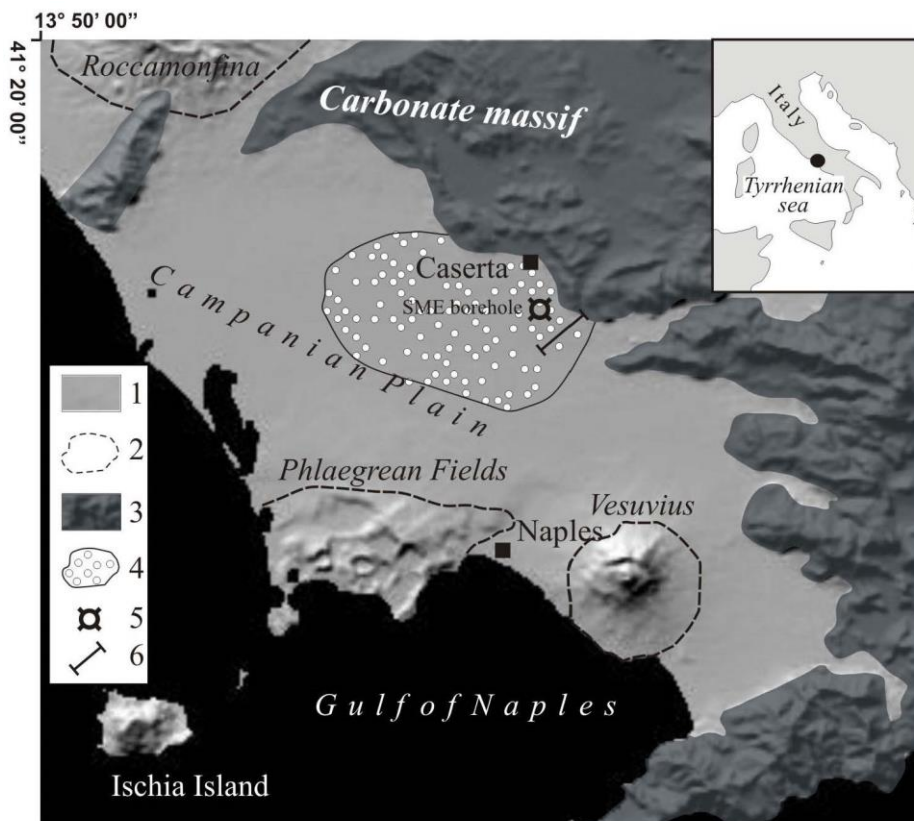 13° 50’ 00”
41° 20’ 00”
Roccamonfina
Carbonate massif
Italy
Tyrrhenian
sea
Caserta
SME borehole
Campanian Plain
1
2
3
4
5
6
Phlaegrean Fields
Vesuvius
Naples
Gulf of Naples
Ischia Island